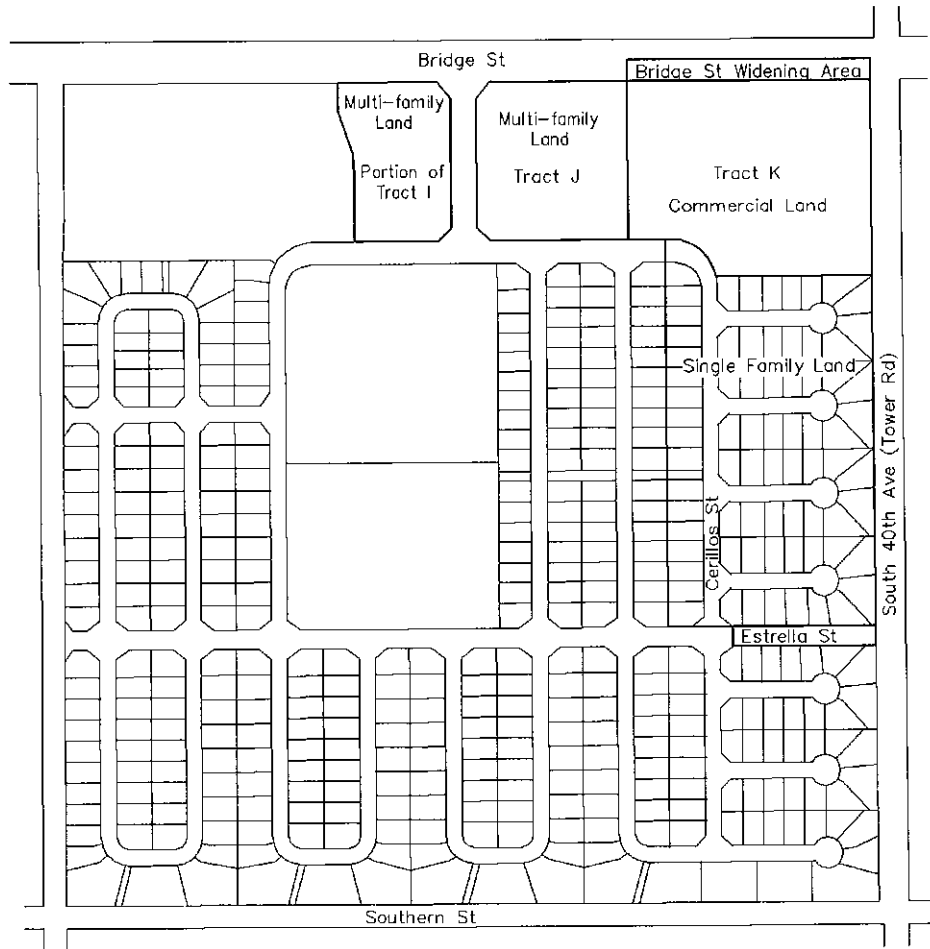 Bridge St
Bridge St Widening Area
Multi-family
Land
Portion of
Tract I
Multi-family
Land
Tract J
Tract K
Commercial Land
Single Family Land
South 40th Ave (Tower Rd)
Cerillos St
Estrella St
Southern St